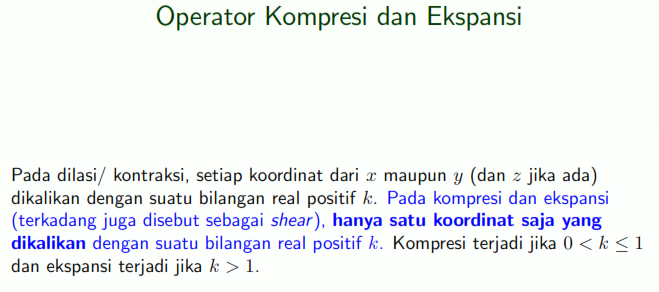 Operator Kompresi dan Ekspansi
Pada dilasi/ kontraksi, setiap koordinat dari x maupun y (dan z jika ada)
dikalikan dengan suatu bilangan real positif k. Pada kompresi dan ekspansi
(terkadang juga disebut sebagai shear), hanya satu koordinat saja yang
dikalikan dengan suatu bilangan real positif k. Kompresi terjadi jika 0 < k ≤ 1
dan ekspansi terjadi jika k > 1.